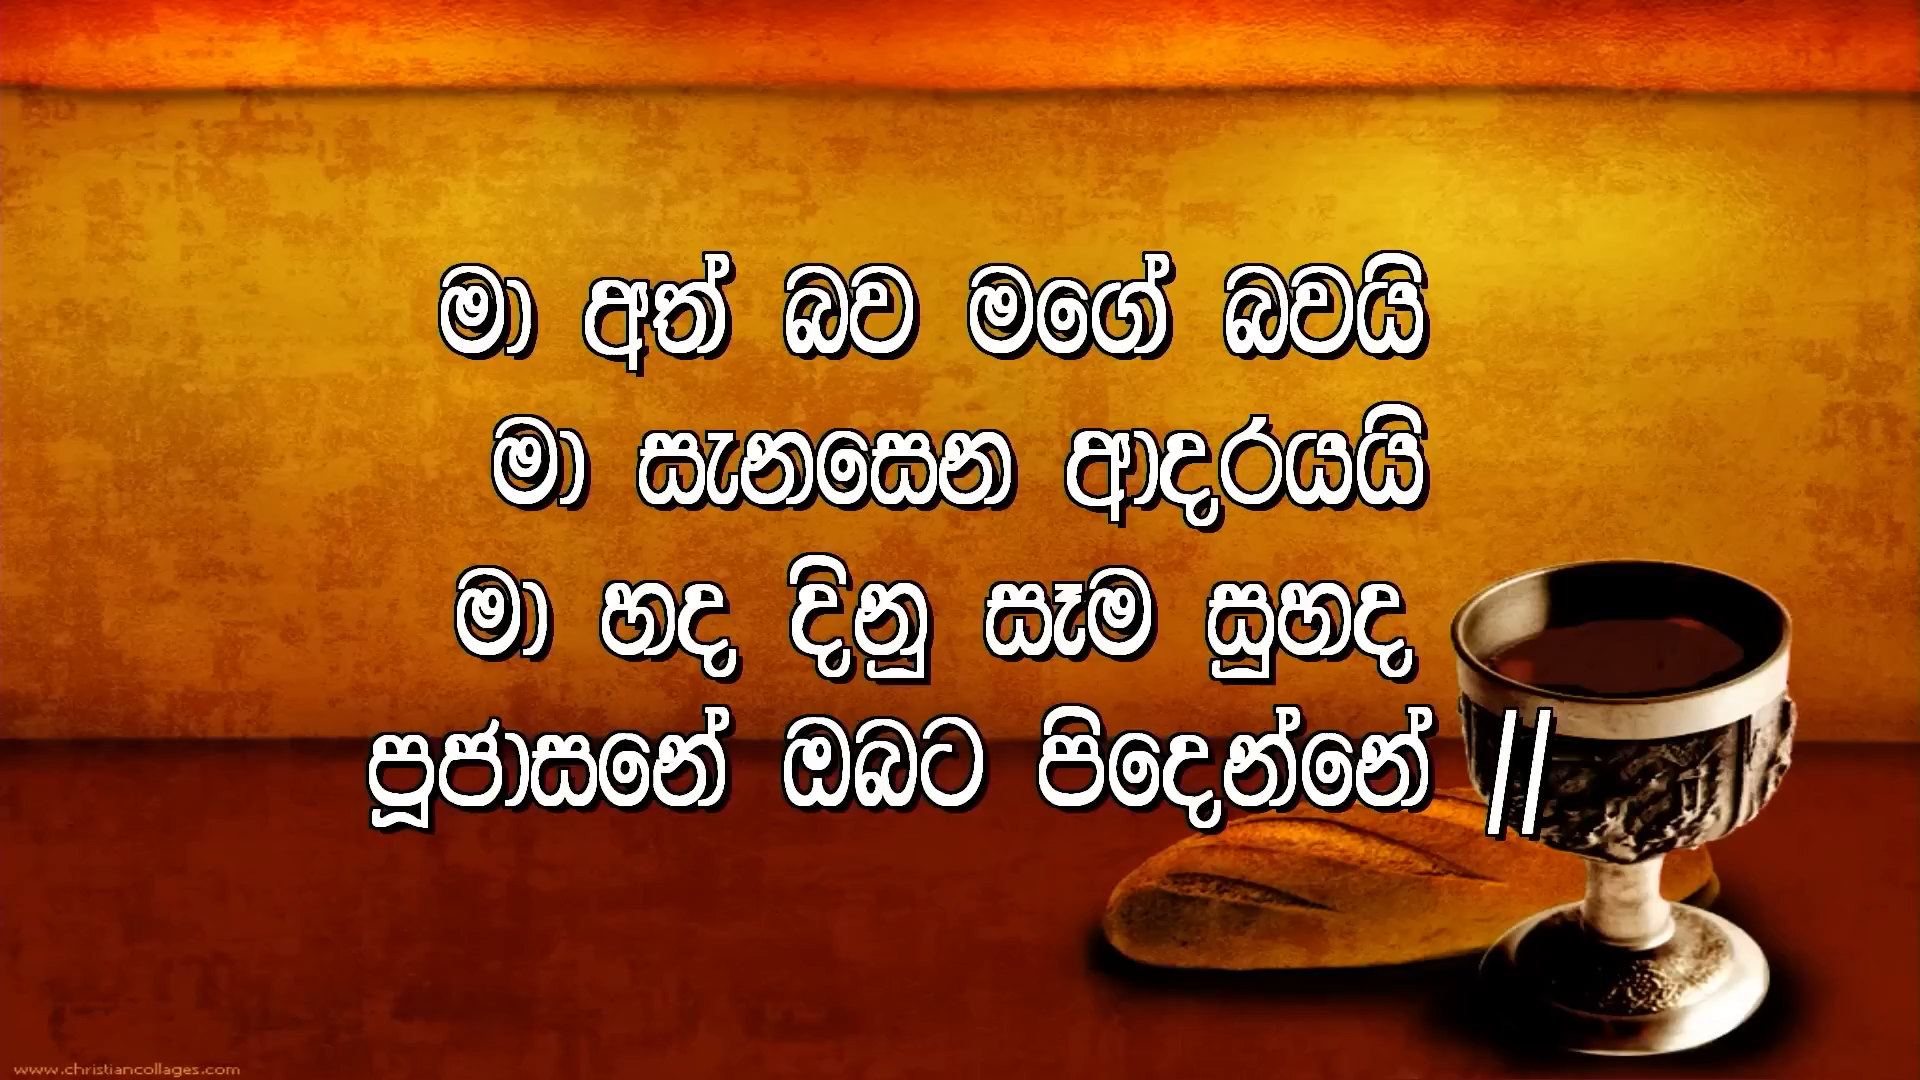 මා අත් බව මගේ බවයි
මා සැනසෙන ආදරයයි
මා හද දිනු සෑම සුහද
පූජාසනේ ඔබට පිදෙන්නේ //
www.christiancollages.com